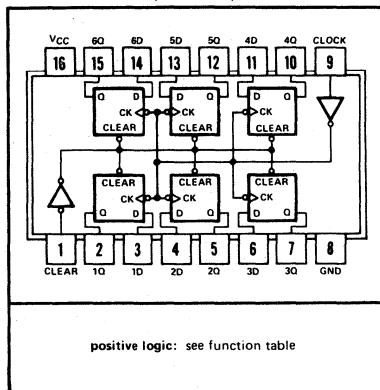 VCC 6Q 6D 5D 5Q 4D 4Q CLOCK
16 15 14 13 12 11 10 9
Q D D Q D Q
CK CK CK
CLEAR CLEAR CLEAR
CLEAR CLEAR CLEAR
CK CK CK
Q D D Q D Q
1 2 3 4 5 6 7 8
CLEAR 1Q 1D 2D 2Q 3D 3Q GND
positive logic: see function table